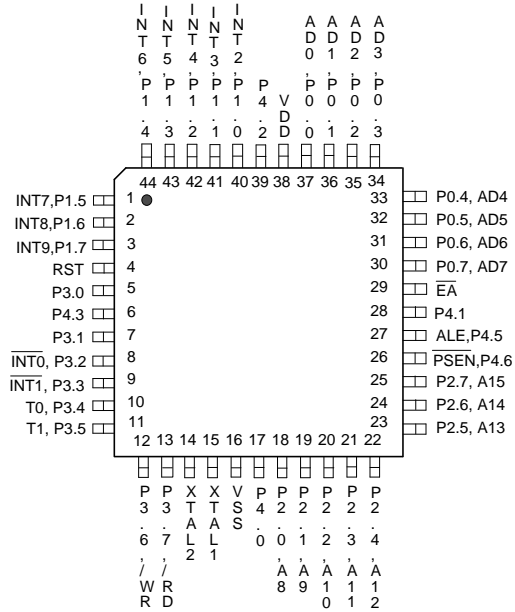 INT6,P1.4
INT5,P1.3
INT4,P1.2
INT3,P1.1
INT2,P1.0
P4.2
VDD
AD0,P0.0
AD1,P0.1
AD2,P0.2
AD3,P0.3
44 43 42 41 40 39 38 37 36 35 34
INT7,P1.5 1
INT8,P1.6 2
INT9,P1.7 3
RST 4
P3.0 5
P4.3 6
P3.1 7
INT0, P3.2 8
INT1, P3.3 9
T0, P3.4 10
T1, P3.5 11
33 P0.4, AD4
32 P0.5, AD5
31 P0.6, AD6
30 P0.7, AD7
29 EA
28 P4.1
27 ALE,P4.5
26 PSEN,P4.6
25 P2.7, A15
24 P2.6, A14
23 P2.5, A13
12 13 14 15 16 17 18 19 20 21 22
P3.6,/WR
P3.7,/RD
XTAL2
XTAL1
VSS
P4.0
P2.0,A8
P2.1,A9
P2.2,A10
P2.3,A11
P2.4,A12